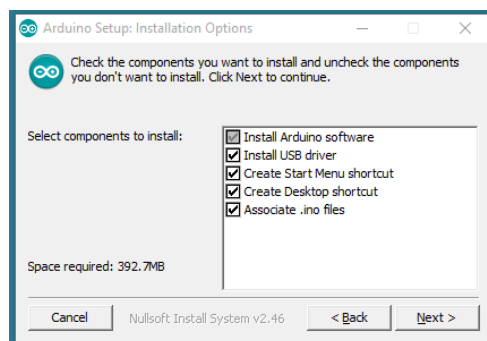 Arduino Setup: Installation Options
Check the components you want to install and uncheck the components
you don't want to install. Click Next to continue.
Select components to install:
Install Arduino software
Install USB driver
Create Start Menu shortcut
Create Desktop shortcut
Associate .ino files
Space required: 392.7MB
Cancel
Nullsoft Install System v2.46
< Back
Next >